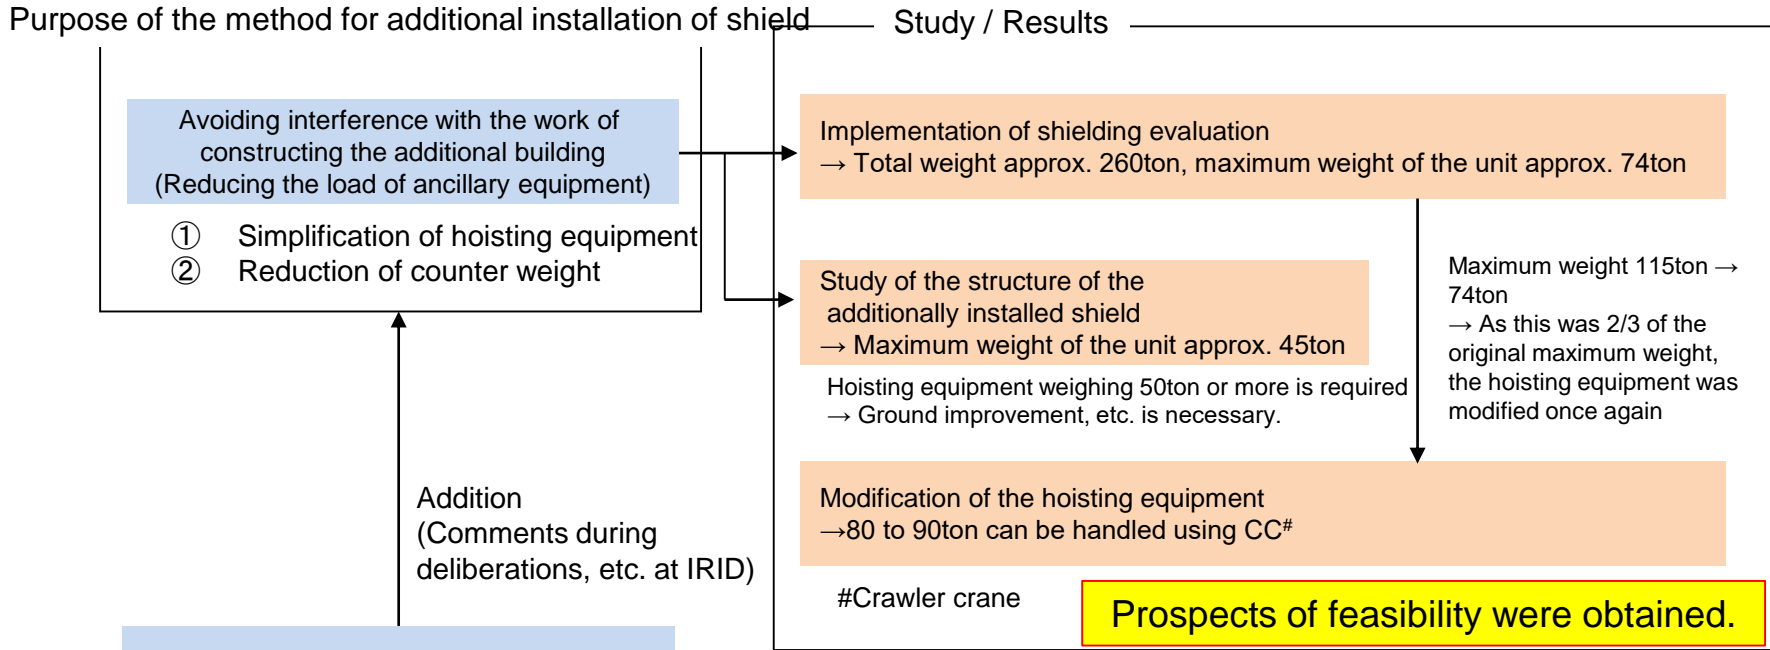 Purpose of the method for additional installation of shield
Avoiding interference with the work of
constructing the additional building
(Reducing the load of ancillary equipment)
① Simplification of hoisting equipment
② Reduction of counter weight
Addition
(Comments during
deliberations, etc. at IRID)
Study / Results
Implementation of shielding evaluation
→ Total weight approx. 260ton, maximum weight of the unit approx. 74ton
Study of the structure of the
additionally installed shield
→ Maximum weight of the unit approx. 45ton
Hoisting equipment weighing 50ton or more is required
→ Ground improvement, etc. is necessary.
Maximum weight 115ton →
74ton
→ As this was 2/3 of the
original maximum weight,
the hoisting equipment was
modified once again
Modification of the hoisting equipment
→80 to 90ton can be handled using CC#
#Crawler crane
Prospects of feasibility were obtained.